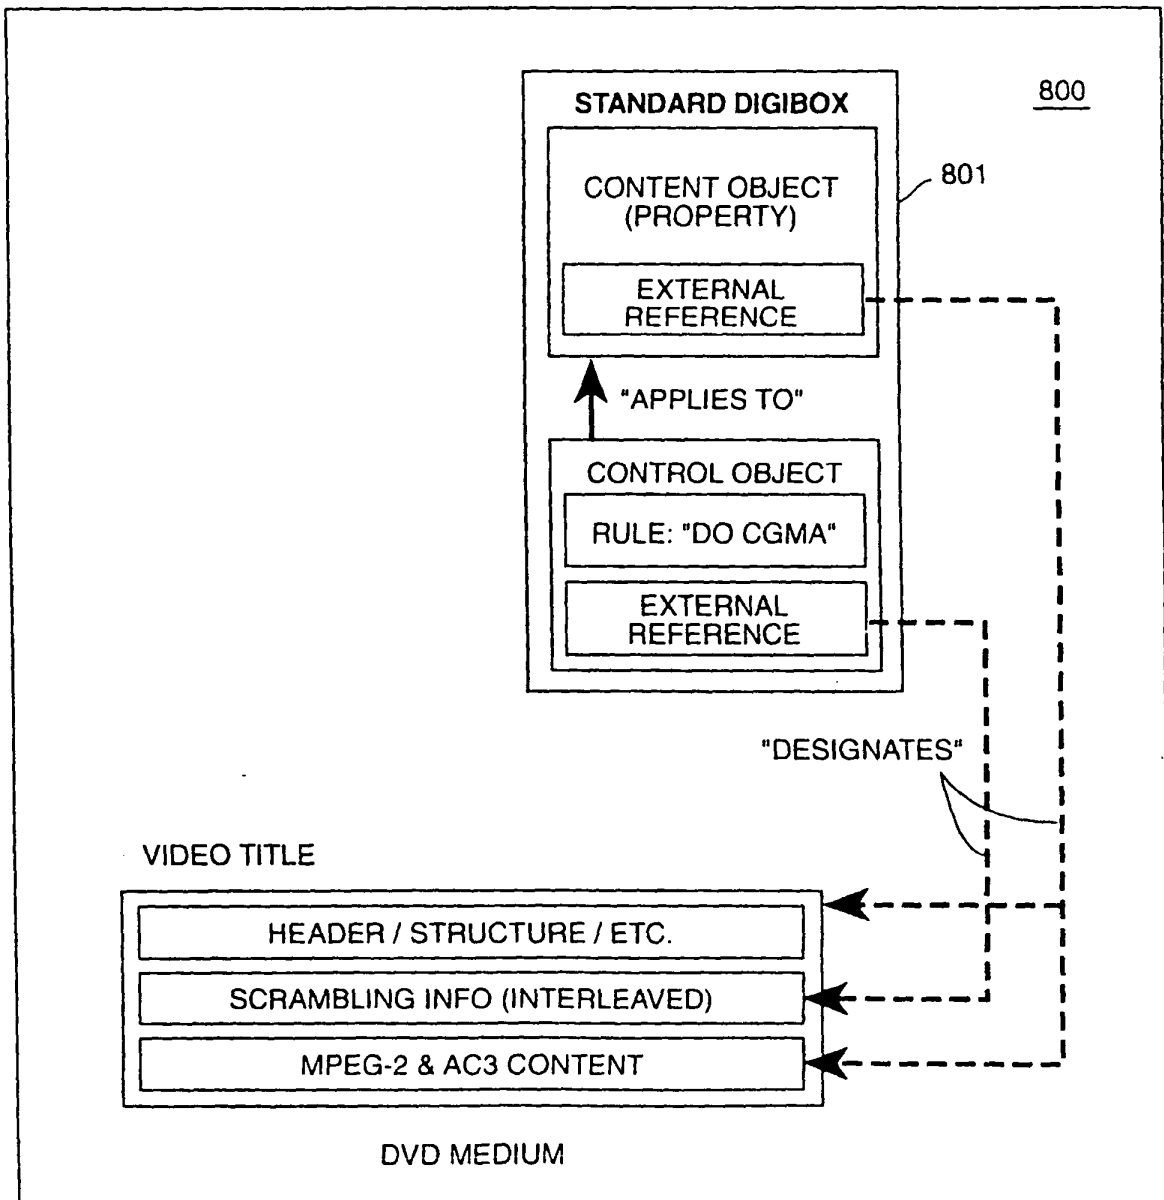 800
STANDARD DIGIBOX
801
CONTENT OBJECT
(PROPERTY)
EXTERNAL
REFERENCE
"APPLIES TO"
CONTROL OBJECT
RULE: "DO CGMA"
EXTERNAL
REFERENCE
"DESIGNATES"
VIDEO TITLE
HEADER / STRUCTURE / ETC.
SCRAMBLING INFO (INTERLEAVED)
MPEG-2 & AC3 CONTENT
DVD MEDIUM